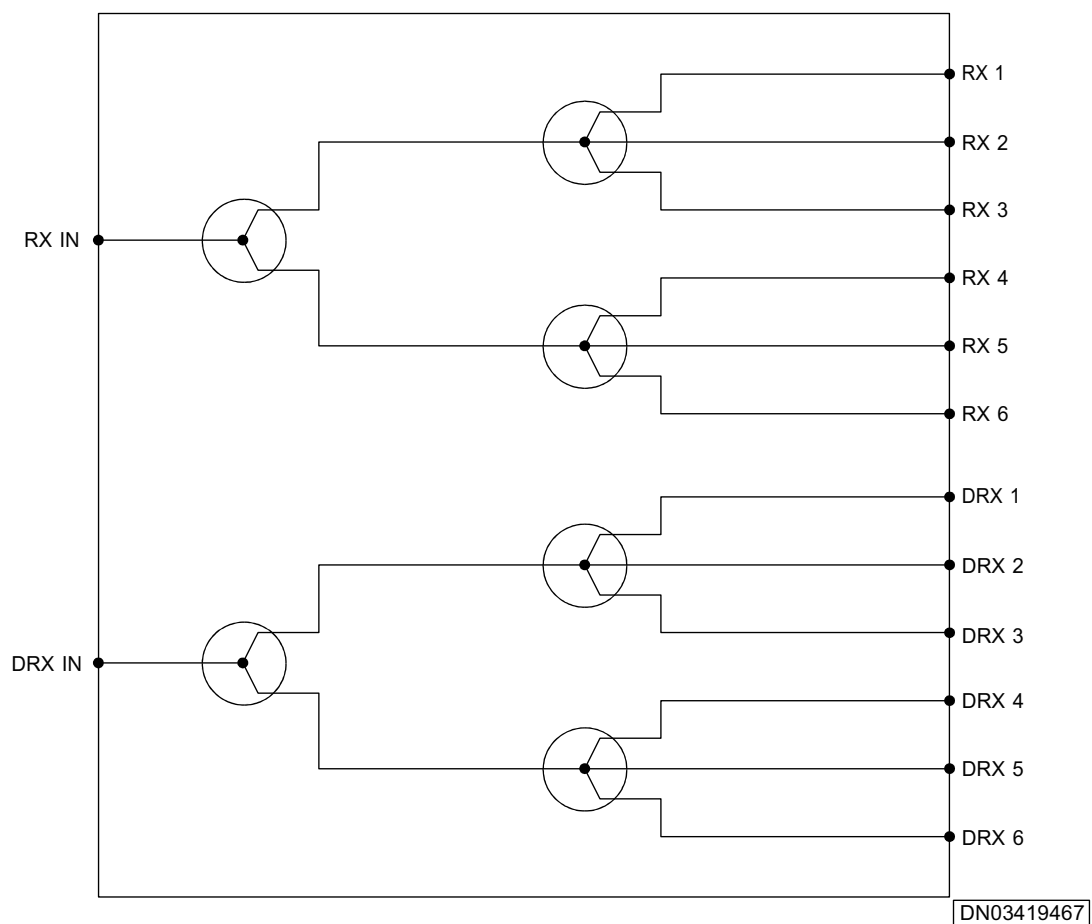 RX 1
RX 2
RX 3
RX IN
RX 4
RX 5
RX 6
DRX 1
DRX 2
DRX 3
DRX IN
DRX 4
DRX 5
DRX 6
DN03419467